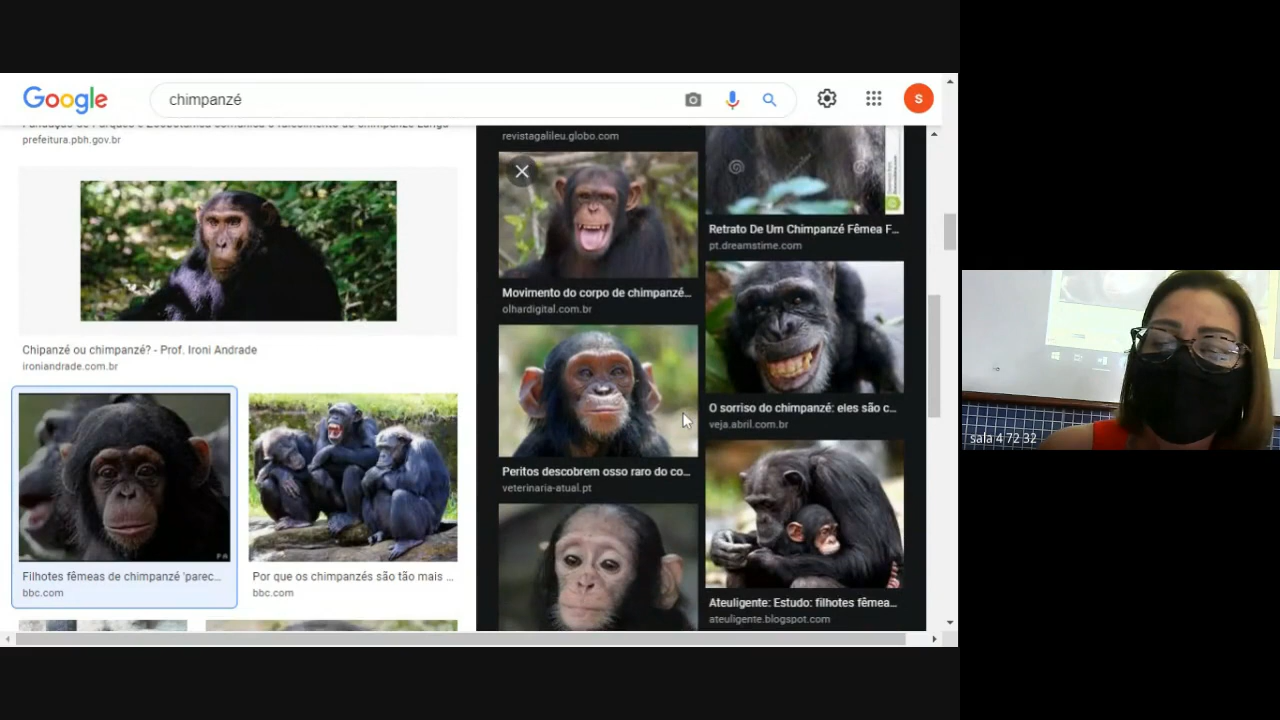 Google
chimpanzé
S
prefeitura.pbh.gov.br
Chipanzé ou chimpanzé? - Prof. Ironi Andrade
ironiandrade.com.br
Filhotes fêmeas de chimpanzé 'parec...
bbc.com
Por que os chimpanzés são tão mais ...
bbc.com
revistagalileu.globo.com
Movimento do corpo de chimpanzé...
olhardigital.com.br
Peritos descobrem osso raro do co...
veterinaria-atual.pt
Retrato De Um Chimpanzé Fêmea F...
pt.dreamstime.com
O sorriso do chimpanzé: eles são c...
veja.abril.com.br
Ateuligente: Estudo: filhotes fêmea...
ateuligente.blogspot.com
sala 4 72 32